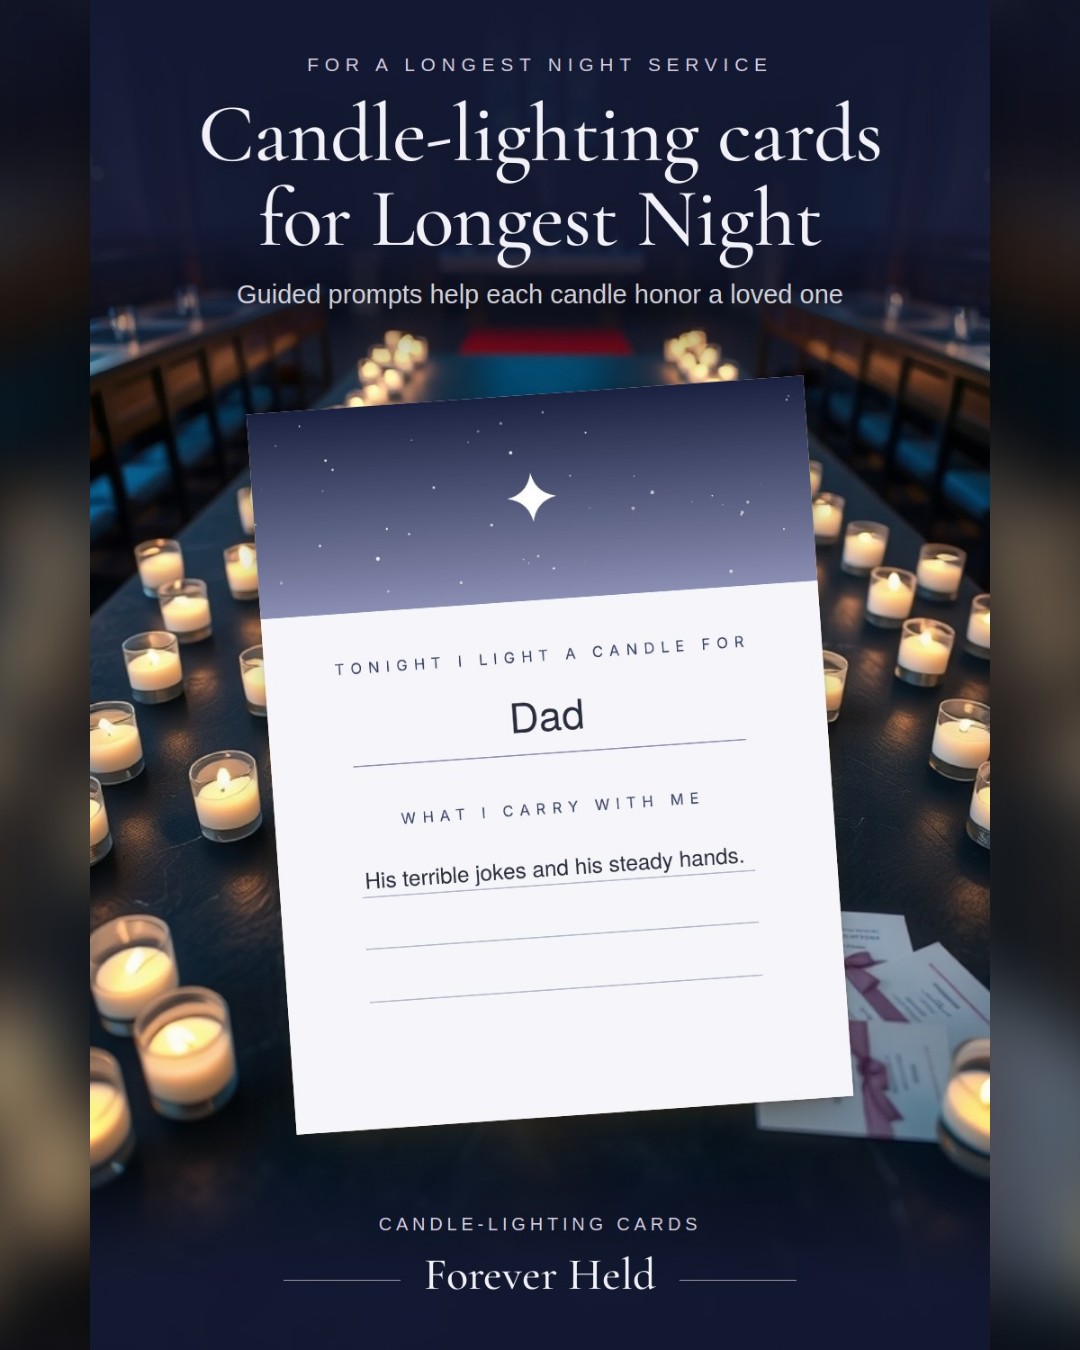 FOR A LONGEST NIGHT SERVICE
Candle-lighting cards
for Longest Night
Guided prompts help each candle honor a loved one
TONIGHT I LIGHT A CANDLE FOR
Dad
WHAT I CARRY WITH ME
His terrible jokes and his steady hands.
CANDLE-LIGHTING CARDS
Forever Held